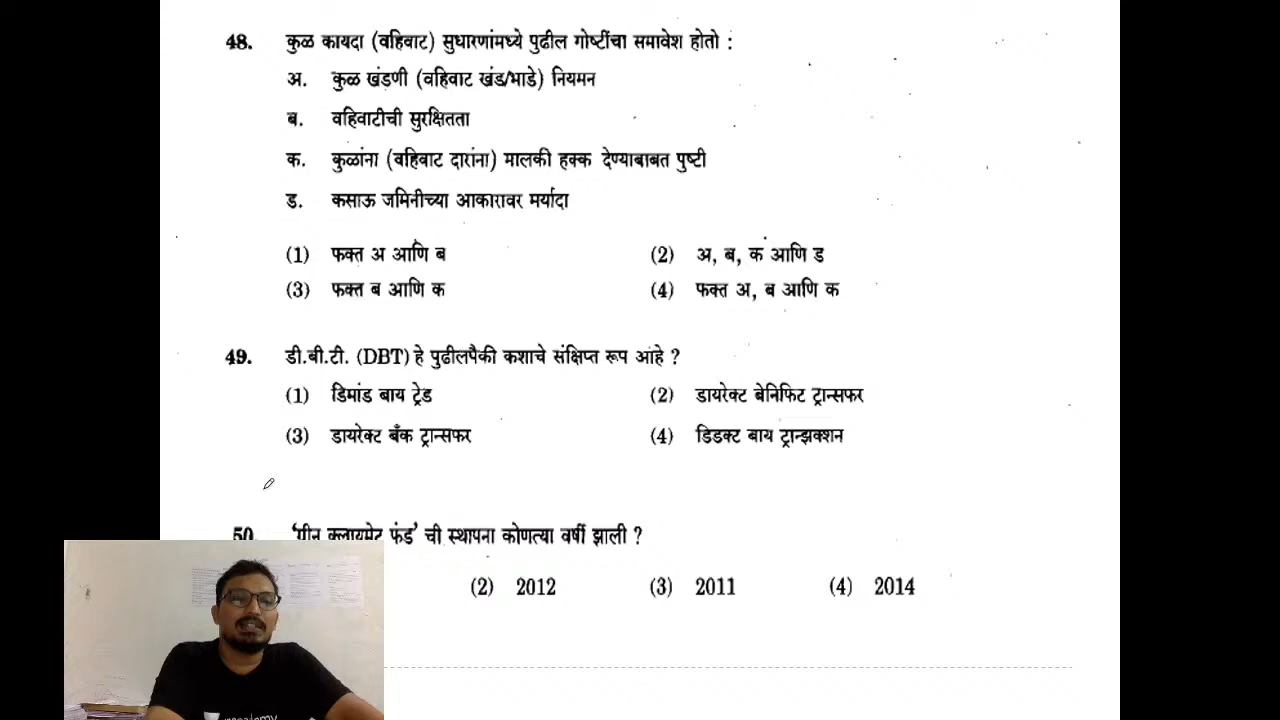 48. कुळ कायदा (वहिवाट) सुधारणांमध्ये पुढील गोष्टींचा समावेश होतो :
अ. कुळ खंडणी (वहिवाट खंड/भाडे) नियमन
ब. वहिवाटीची सुरक्षितता
क. कुळांना (वहिवाट दारांना) मालकी हक्क देण्याबाबत पुष्टी
ड. कसाऊ जमिनीच्या आकारावर मर्यादा
(1) फक्त अ आणि ब (2) अ, ब, क आणि ड
(3) फक्त ब आणि क (4) फक्त अ, ब आणि क
49. डी.बी.टी. (DBT) हे पुढीलपैकी कशाचे संक्षिप्त रूप आहे ?
(1) डिमांड बाय ट्रेड (2) डायरेक्ट बेनिफिट ट्रान्सफर
(3) डायरेक्ट बँक ट्रान्सफर (4) डिडक्ट बाय ट्रान्झक्शन
50. 'ग्रीन क्लायमेट फंड' ची स्थापना कोणत्या वर्षी झाली ?
(2) 2012 (3) 2011 (4) 2014